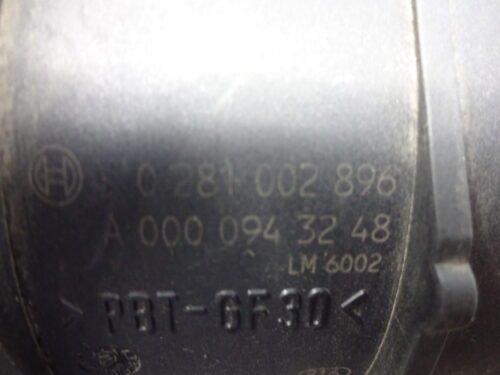 0 281 002 896
A 000 094 32 48
LM 6002
> PBT-GF30 <